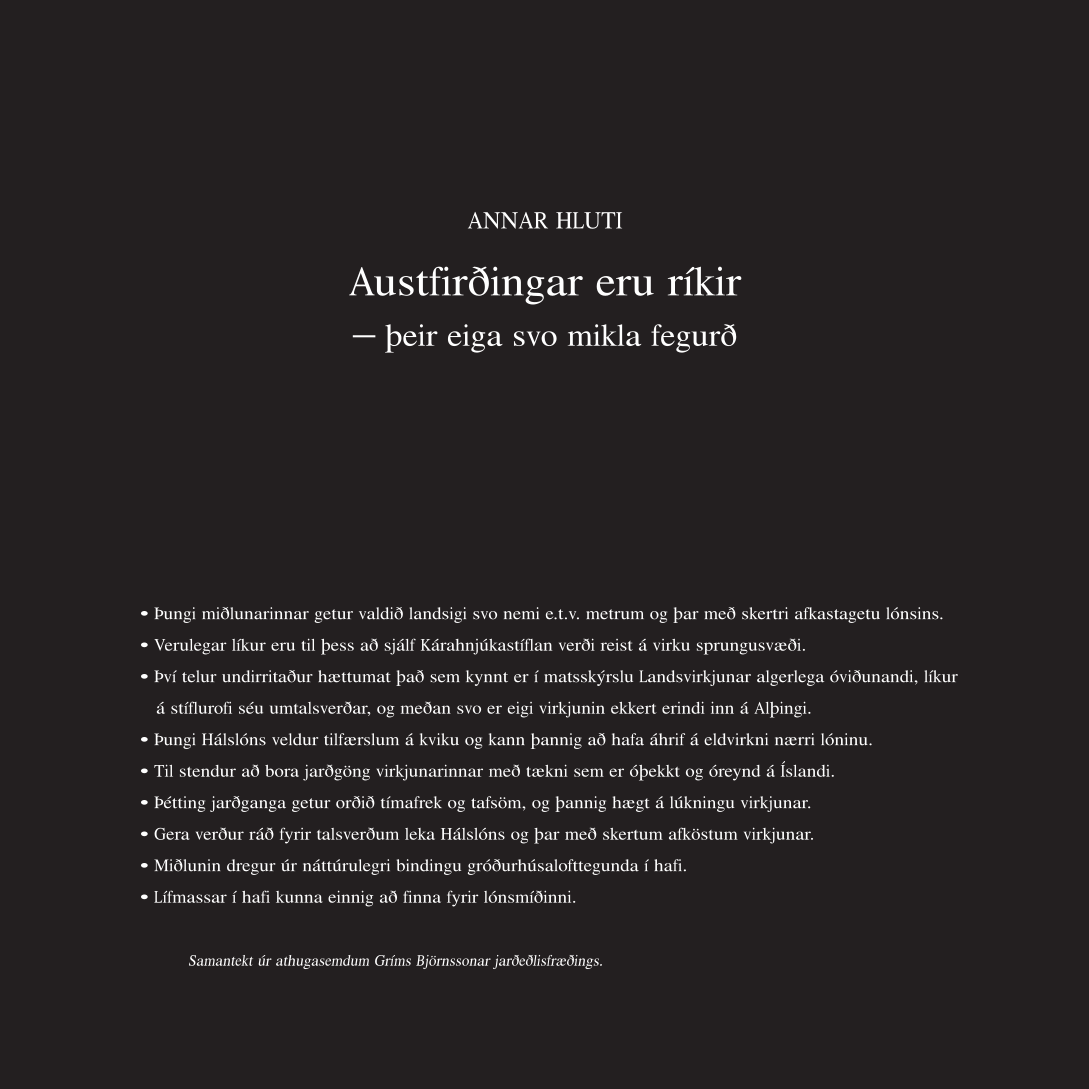 ANNAR HLUTI
Austfirðingar eru ríkir
— þeir eiga svo mikla fegurð
• Þungi miðlunarinnar getur valdið landsigi svo nemi e.t.v. metrum og þar með skertri afkastagetu lónsins.
• Verulegar líkur eru til þess að sjálf Kárahnjúkastíflan verði reist á virku sprungusvæði.
• Því telur undirritaður hættumat það sem kynnt er í matsskýrslu Landsvirkjunar algerlega óviðunandi, líkur
á stíflurofi séu umtalsverðar, og meðan svo er eigi virkjunin ekkert erindi inn á Alþingi.
• Þungi Hálslóns veldur tilfærslum á kviku og kann þannig að hafa áhrif á eldvirkni nærri lóninu.
• Til stendur að bora jarðgöng virkjunarinnar með tækni sem er óþekkt og óreynd á Íslandi.
• Þétting jarðganga getur orðið tímafrek og tafsöm, og þannig hægt á lúkningu virkjunar.
• Gera verður ráð fyrir talsverðum leka Hálslóns og þar með skertum afköstum virkjunar.
• Miðlunin dregur úr náttúrulegri bindingu gróðurhúsalofttegunda í hafi.
• Lífmassar í hafi kunna einnig að finna fyrir lónsmíðinni.
Samantekt úr athugasemdum Gríms Björnssonar jarðeðlisfræðings.